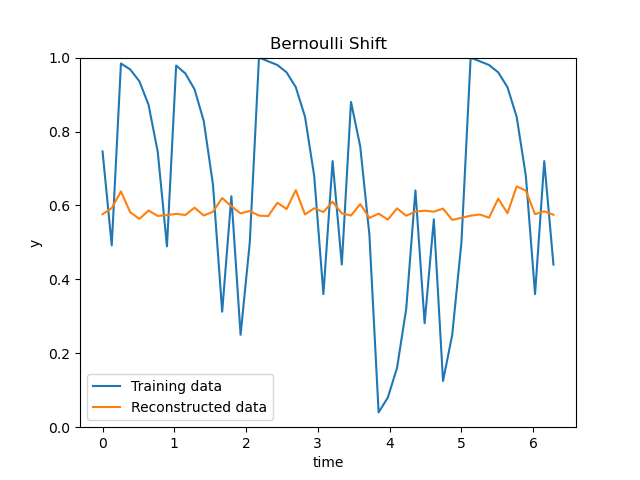 Bernoulli Shift
1.0
0.8
0.6
0.4
0.2
0.0
y
0 1 2 3 4 5 6
time
Training data
Reconstructed data